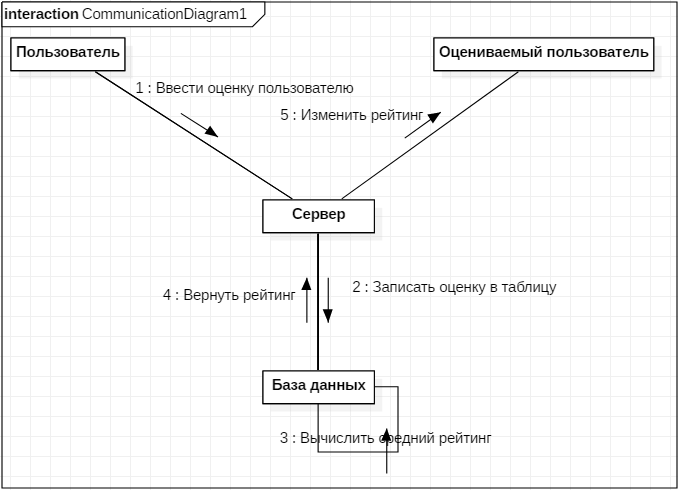 interaction CommunicationDiagram1
Пользователь
Оцениваемый пользователь
1 : Ввести оценку пользователю
5 : Изменить рейтинг
Сервер
4 : Вернуть рейтинг
2 : Записать оценку в таблицу
База данных
3 : Вычислить средний рейтинг